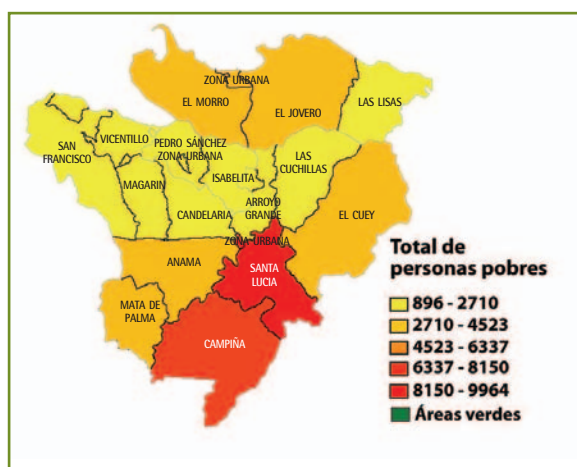 ZONA URBANA
EL MORRO
EL JOVERO
LAS LISAS
VICENTILLO
PEDRO SÁNCHEZ
ZONA URBANA
SAN
FRANCISCO
LAS
CUCHILLAS
ISABELITA
MAGARIN
ARROYO
GRANDE
CANDELARIA
EL CUEY
ZONA URBANA
ANAMA
SANTA
LUCIA
MATA DE
PALMA
CAMPIÑA
Total de
personas pobres
896 - 2710
2710 - 4523
4523 - 6337
6337 - 8150
8150 - 9964
Áreas verdes